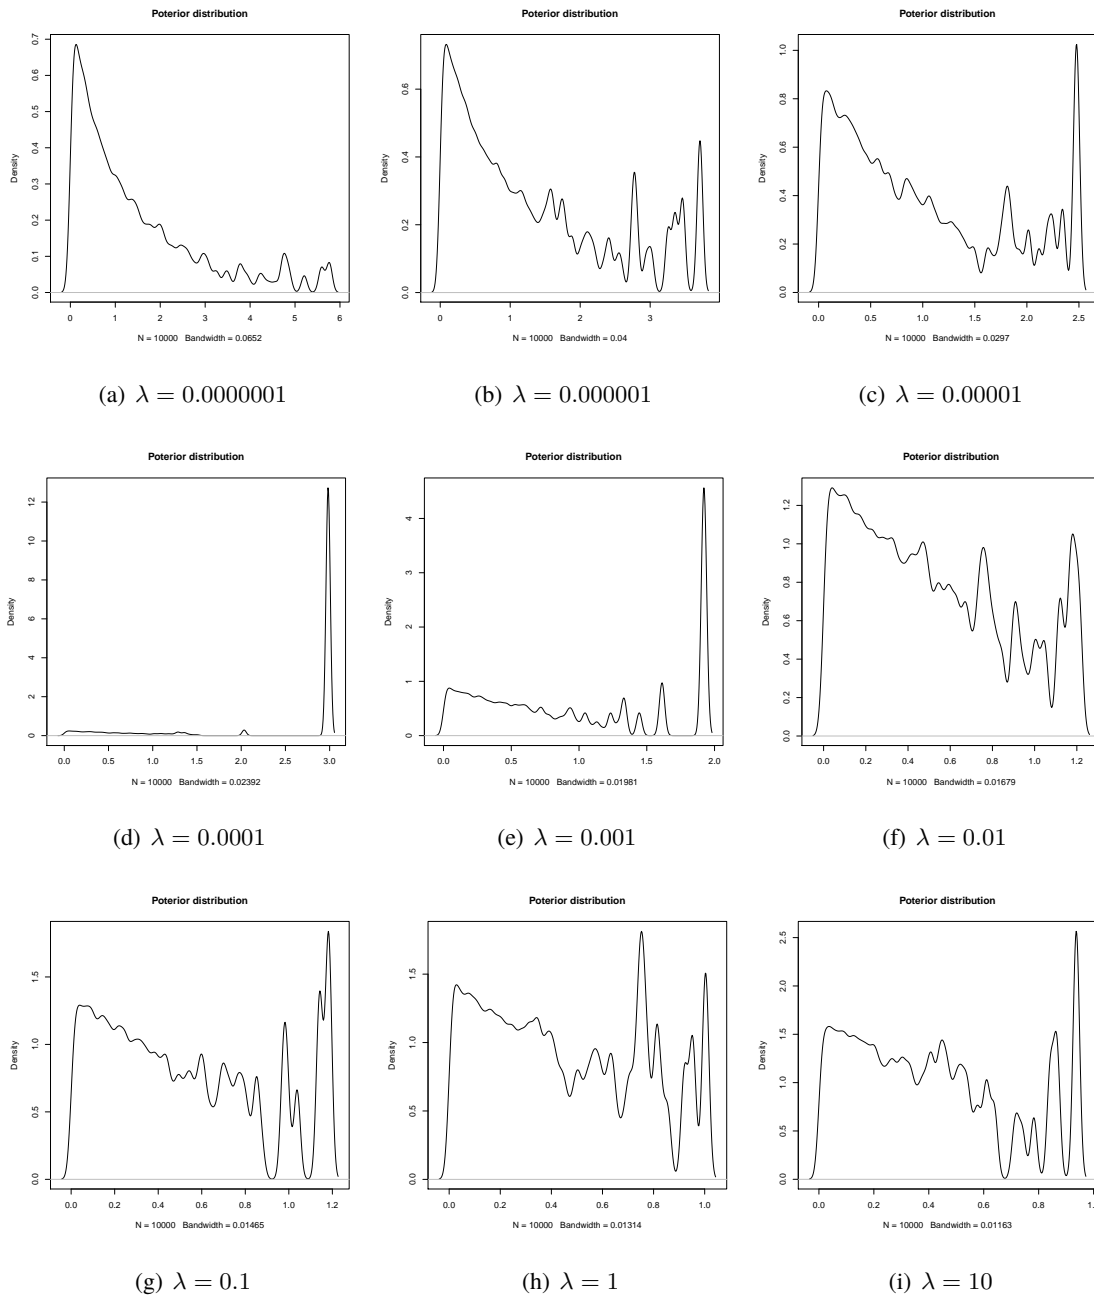 Poterior distribution Poterior distribution Poterior distribution
Density
0.0 0.1 0.2 0.3 0.4 0.5 0.6 0.7
0 1 2 3 4 5 6
N = 10000 Bandwidth = 0.0652
Density
0.0 0.2 0.4 0.6
0 1 2 3
N = 10000 Bandwidth = 0.04
Density
0.0 0.2 0.4 0.6 0.8 1.0
0.0 0.5 1.0 1.5 2.0 2.5
N = 10000 Bandwidth = 0.0297
(a) λ = 0.0000001 (b) λ = 0.000001 (c) λ = 0.00001
Poterior distribution Poterior distribution Poterior distribution
Density
0 2 4 6 8 10 12
0.0 0.5 1.0 1.5 2.0 2.5 3.0
N = 10000 Bandwidth = 0.02392
Density
0 1 2 3 4
0.0 0.5 1.0 1.5 2.0
N = 10000 Bandwidth = 0.01981
Density
0.0 0.2 0.4 0.6 0.8 1.0 1.2
0.0 0.2 0.4 0.6 0.8 1.0 1.2
N = 10000 Bandwidth = 0.01679
(d) λ = 0.0001 (e) λ = 0.001 (f) λ = 0.01
Poterior distribution Poterior distribution Poterior distribution
Density
0.0 0.5 1.0 1.5
0.0 0.2 0.4 0.6 0.8 1.0 1.2
N = 10000 Bandwidth = 0.01465
Density
0.0 0.5 1.0 1.5
0.0 0.2 0.4 0.6 0.8 1.0
N = 10000 Bandwidth = 0.01314
Density
0.0 0.5 1.0 1.5 2.0 2.5
0.0 0.2 0.4 0.6 0.8
N = 10000 Bandwidth = 0.01163
(g) λ = 0.1 (h) λ = 1 (i) λ = 10